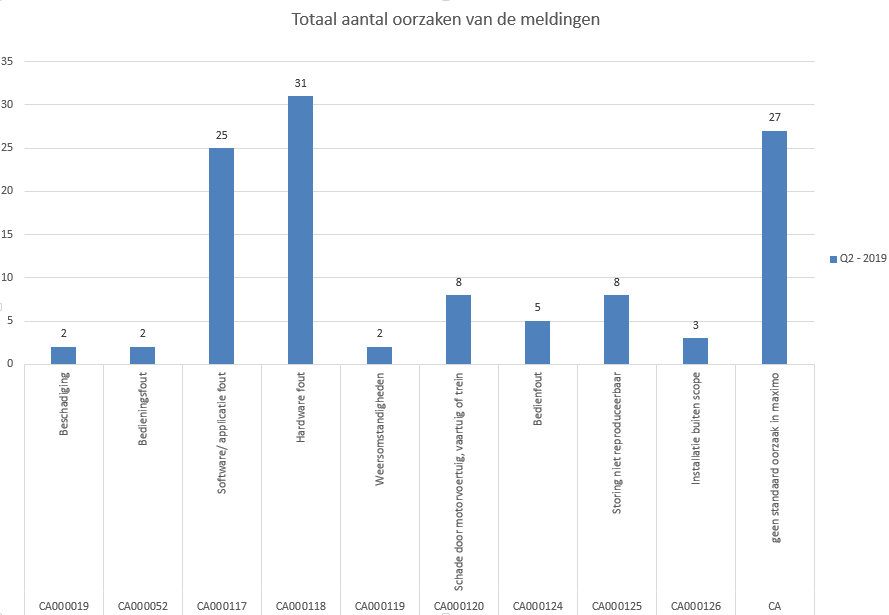 Totaal aantal oorzaken van de meldingen
35
30
25
20
15
10
5
0
2
2
25
31
2
8
5
8
3
27
Q2 - 2019
Beschadiging
Bedieningsfout
Software/ applicatie fout
Hardware fout
Weersomstandigheden
Schade door motorvoertuig, vaartuig of trein
Bedienfout
Storing niet reproduceerbaar
Installatie buiten scope
geen standaard oorzaak in maximo
CA000019
CA000052
CA000117
CA000118
CA000119
CA000120
CA000124
CA000125
CA000126
CA